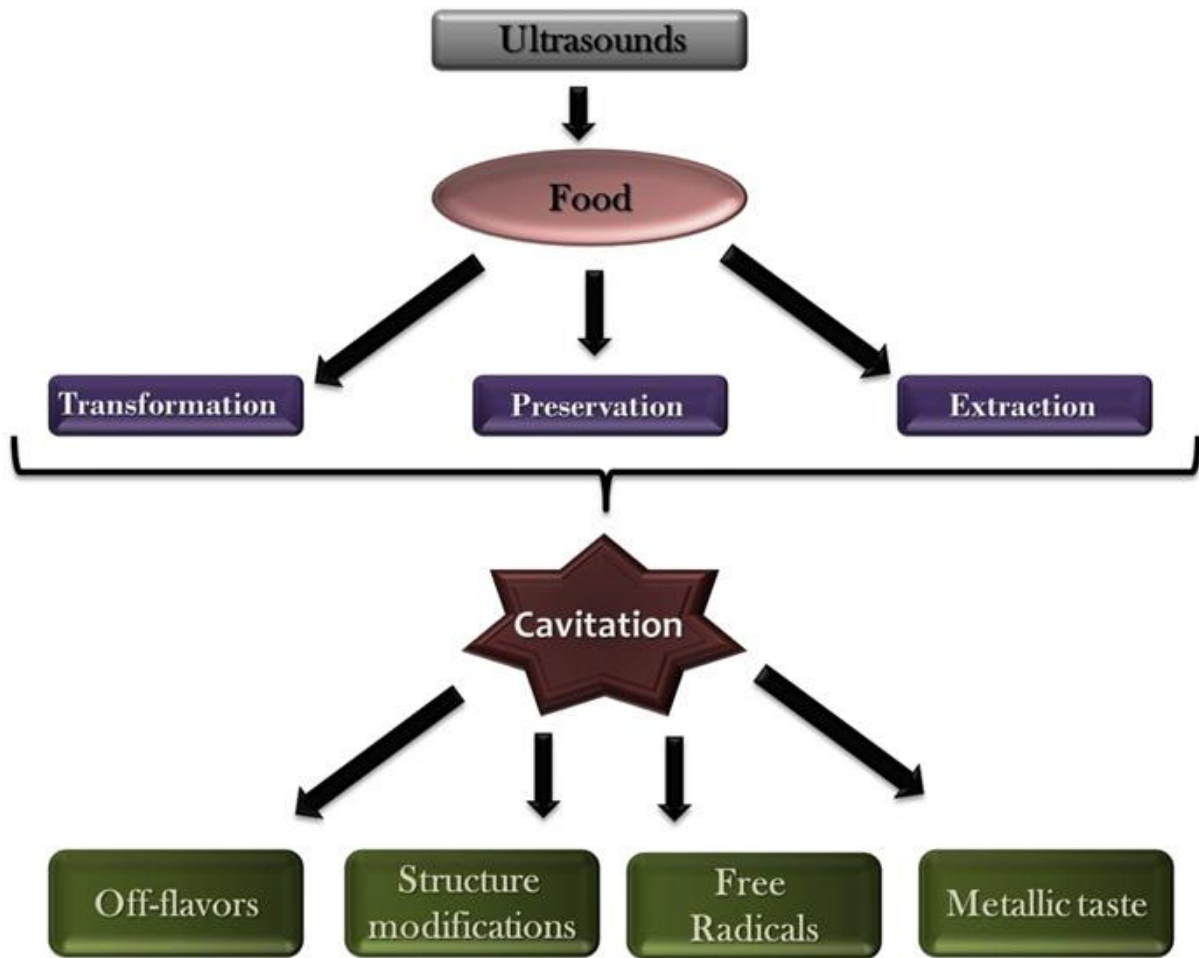 Ultrasounds
Food
Transformation
Preservation
Extraction
Cavitation
Off-flavors
Structure
modifications
Free
Radicals
Metallic taste